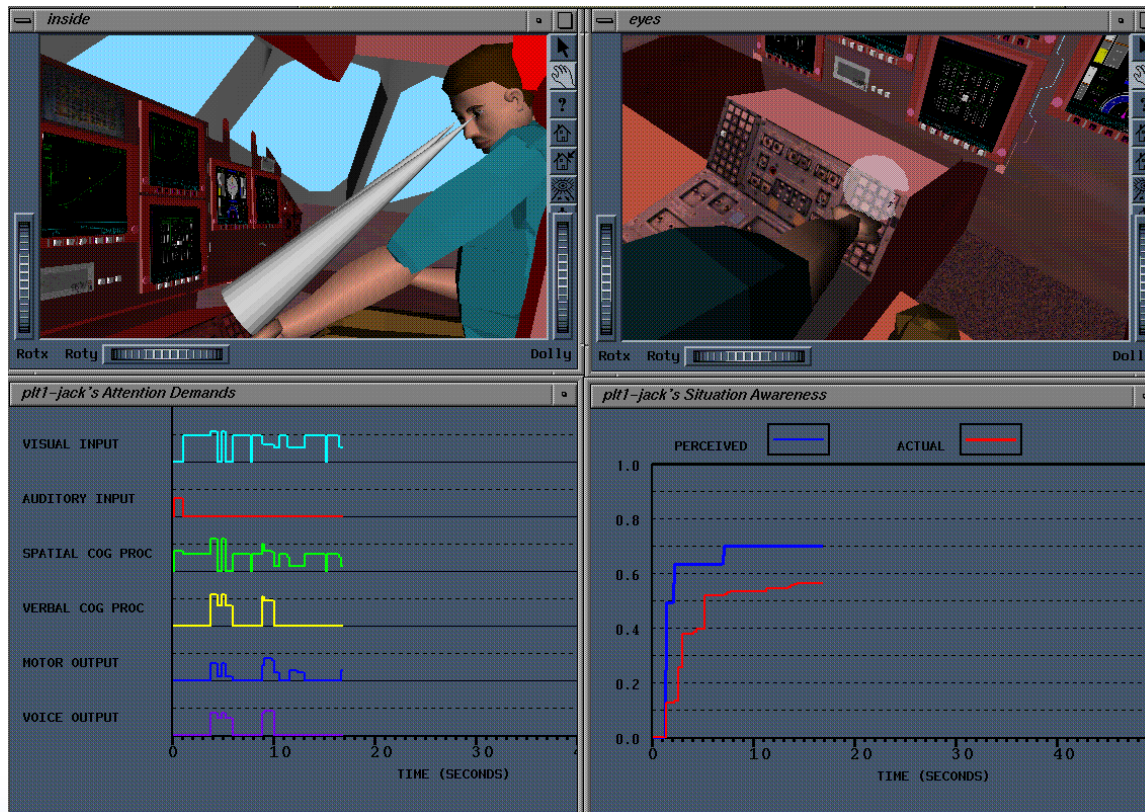 inside
eyes
?
Rotx Roty
Dolly
Rotx Roty
Doll
plt1-jack's Attention Demands
VISUAL INPUT
AUDITORY INPUT
SPATIAL COG PROC
VERBAL COG PROC
MOTOR OUTPUT
VOICE OUTPUT
0 10 20 30
TIME (SECONDS)
plt1-jack's Situation Awareness
PERCEIVED ACTUAL
1.0
0.8
0.6
0.4
0.2
0.0
0 10 20 30 40
TIME (SECONDS)